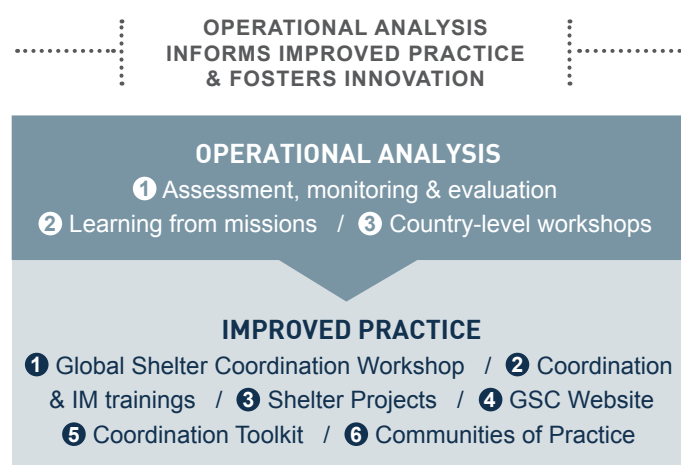 OPERATIONAL ANALYSIS
INFORMS IMPROVED PRACTICE
& FOSTERS INNOVATION
OPERATIONAL ANALYSIS
1 Assessment, monitoring & evaluation
2 Learning from missions / 3 Country-level workshops
IMPROVED PRACTICE
1 Global Shelter Coordination Workshop / 2 Coordination
& IM trainings / 3 Shelter Projects / 4 GSC Website
5 Coordination Toolkit / 6 Communities of Practice